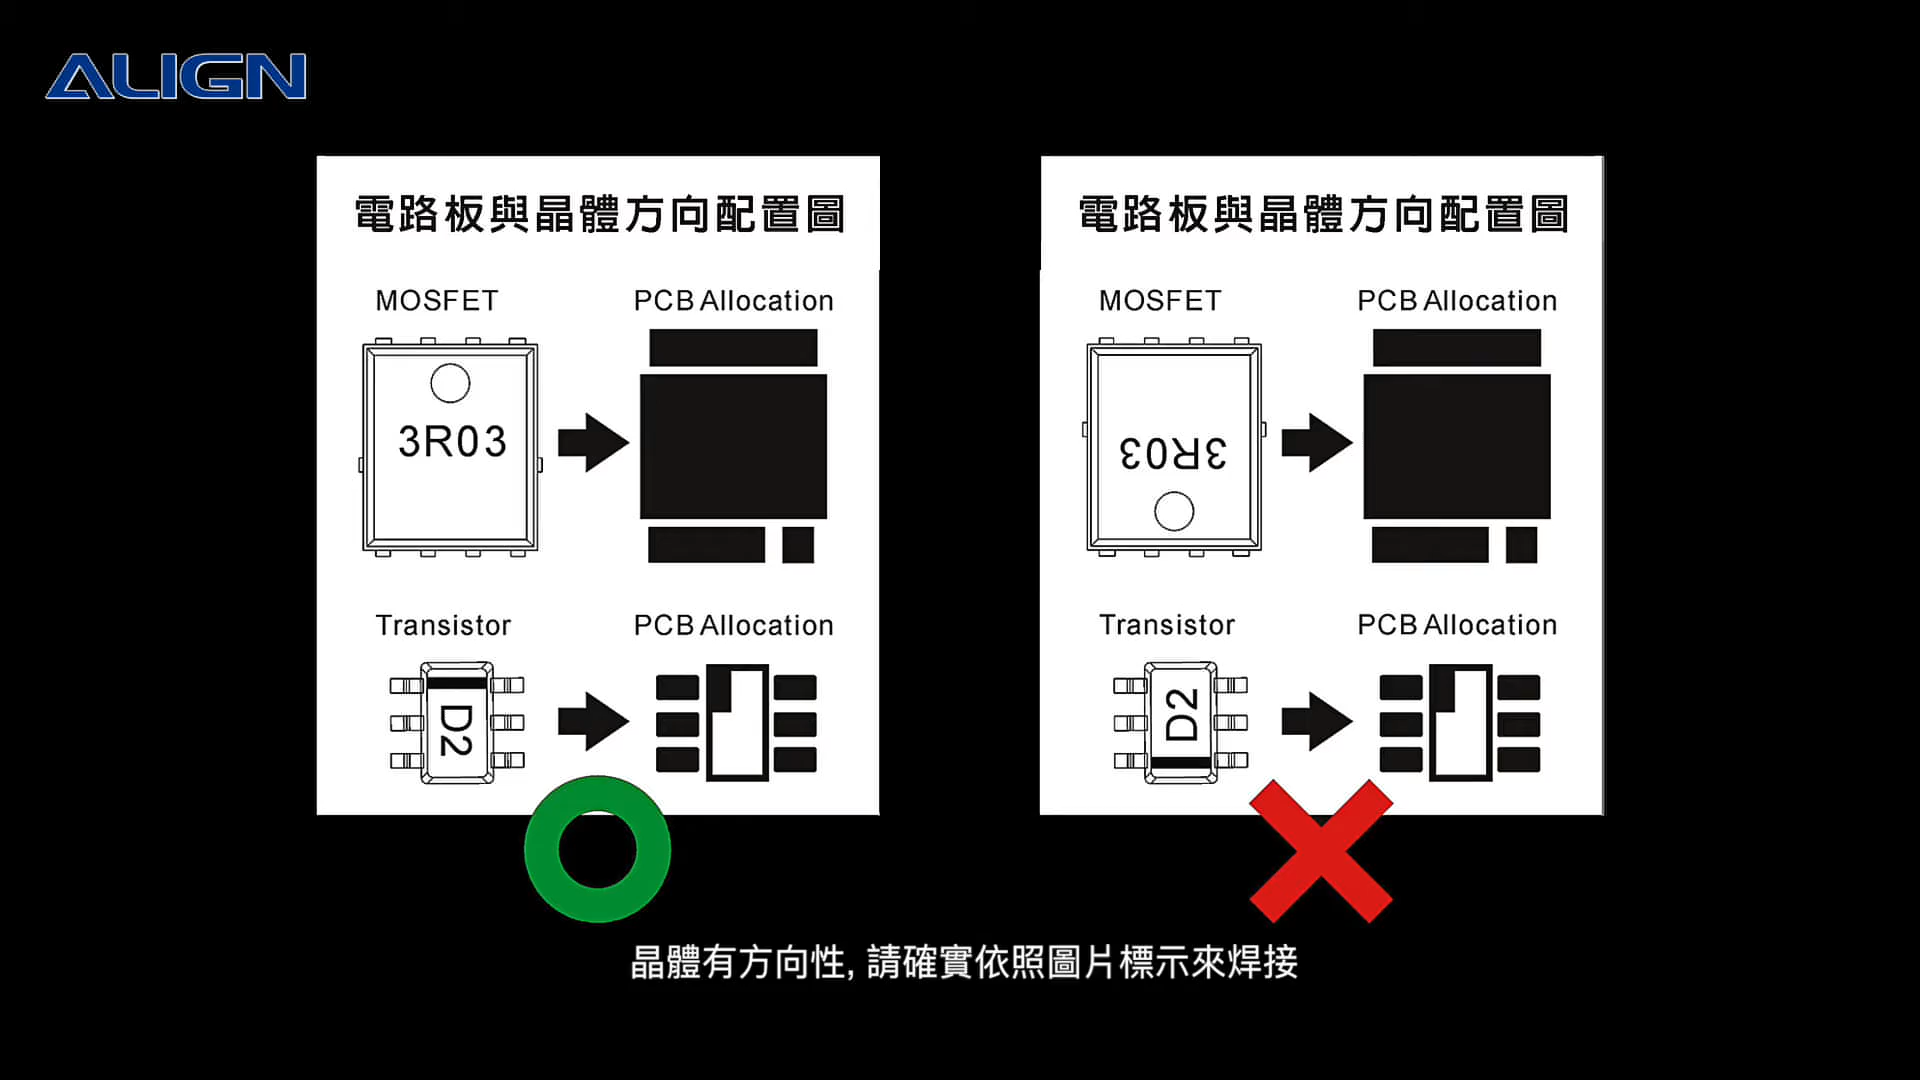 ALIGN
電路板與晶體方向配置圖
MOSFET PCB Allocation
3R03
Transistor PCB Allocation
D2
電路板與晶體方向配置圖
MOSFET PCB Allocation
3R03
Transistor PCB Allocation
D2
晶體有方向性, 請確實依照圖片標示來焊接